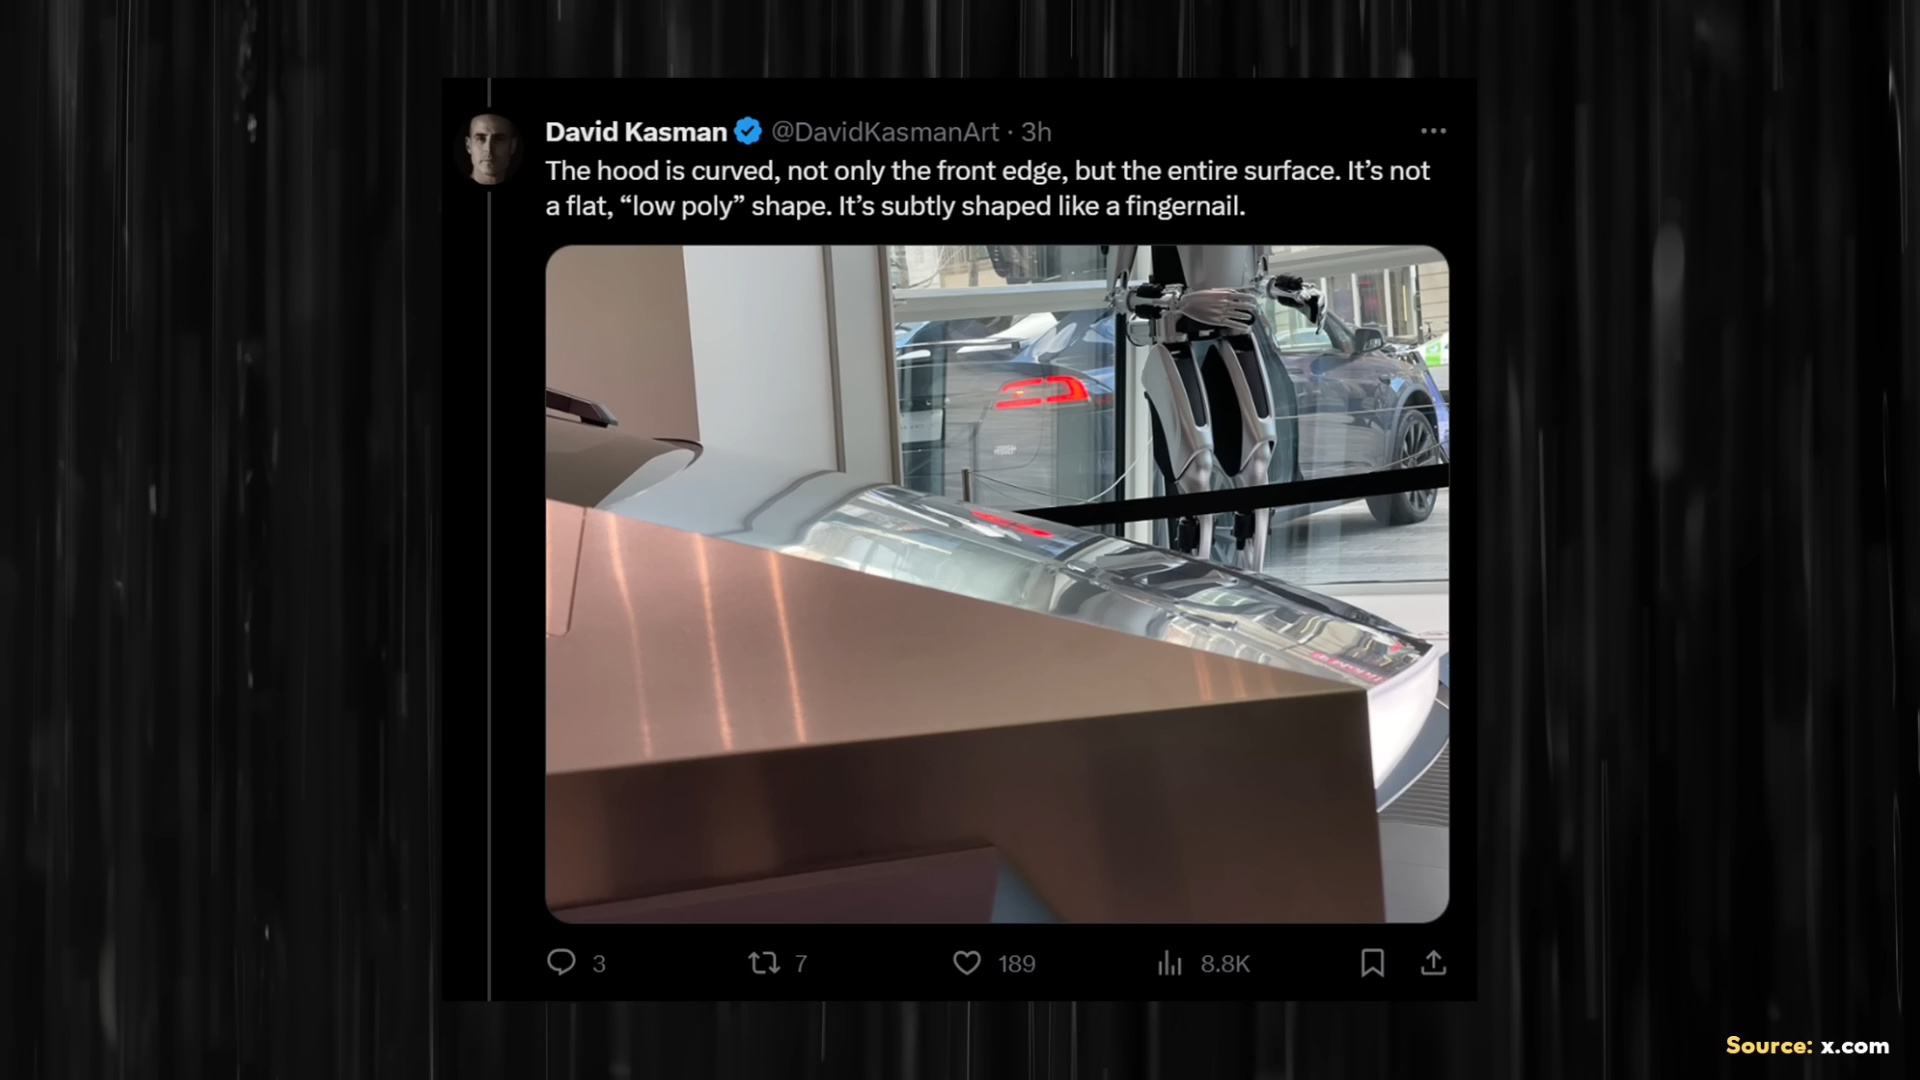 David Kasman @DavidKasmanArt · 3h
The hood is curved, not only the front edge, but the entire surface. It’s not
a flat, “low poly” shape. It’s subtly shaped like a fingernail.
3 7 189 8.8K
Source: x.com